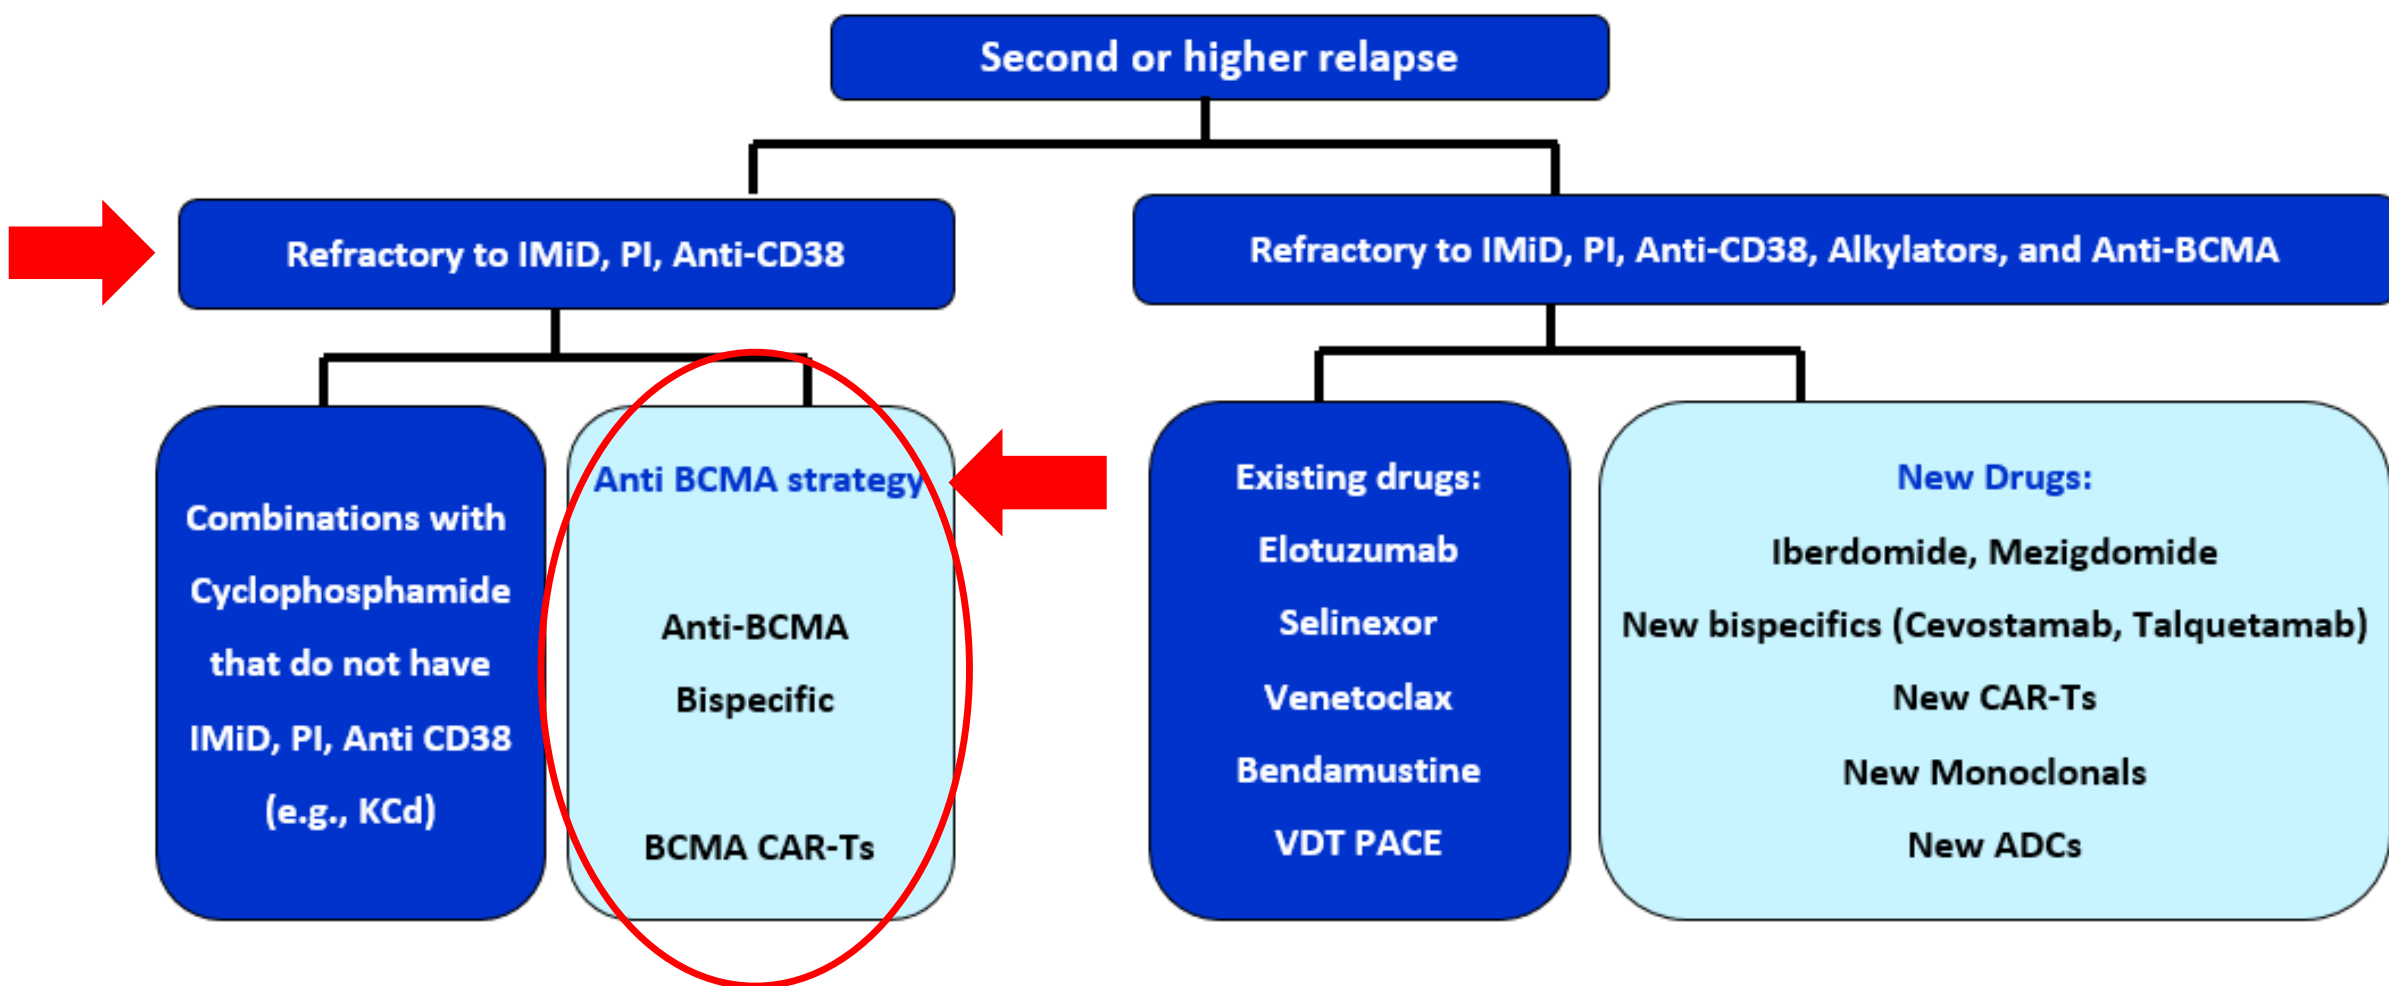 Second or higher relapse
Refractory to IMiD, PI, Anti-CD38
Refractory to IMiD, PI, Anti-CD38, Alkylators, and Anti-BCMA
Combinations with
Cyclophosphamide
that do not have
IMiD, PI, Anti CD38
(e.g., KCd)
Anti BCMA strategy
Anti-BCMA
Bispecific
BCMA CAR-Ts
Existing drugs:
Elotuzumab
Selinexor
Venetoclax
Bendamustine
VDT PACE
New Drugs:
Iberdomide, Mezigdomide
New bispecifics (Cevostamab, Talquetamab)
New CAR-Ts
New Monoclonals
New ADCs